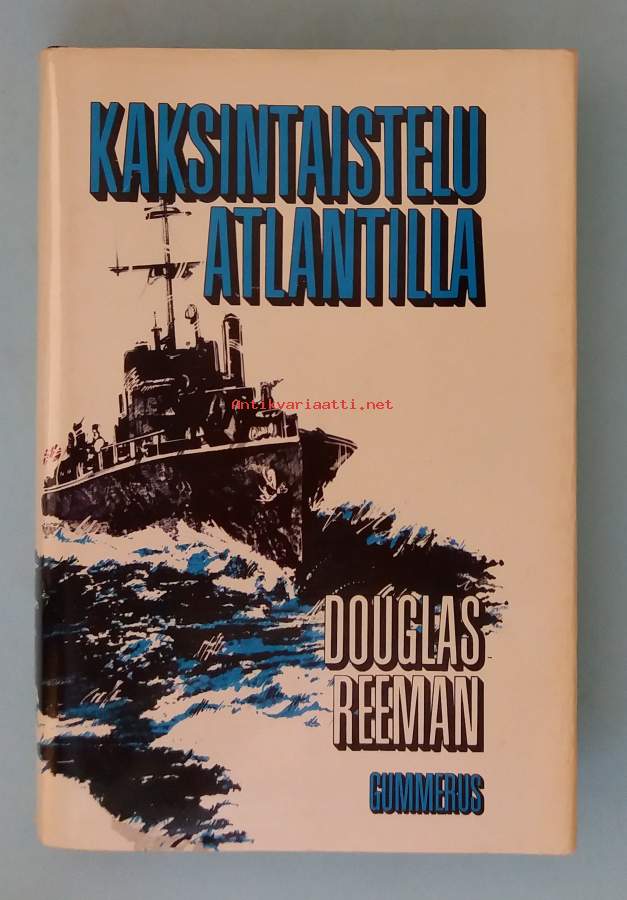 KAKSINTAISTELU
ATLANTILLA
Antikvariaatti.net
DOUGLAS
REEMAN
GUMMERUS